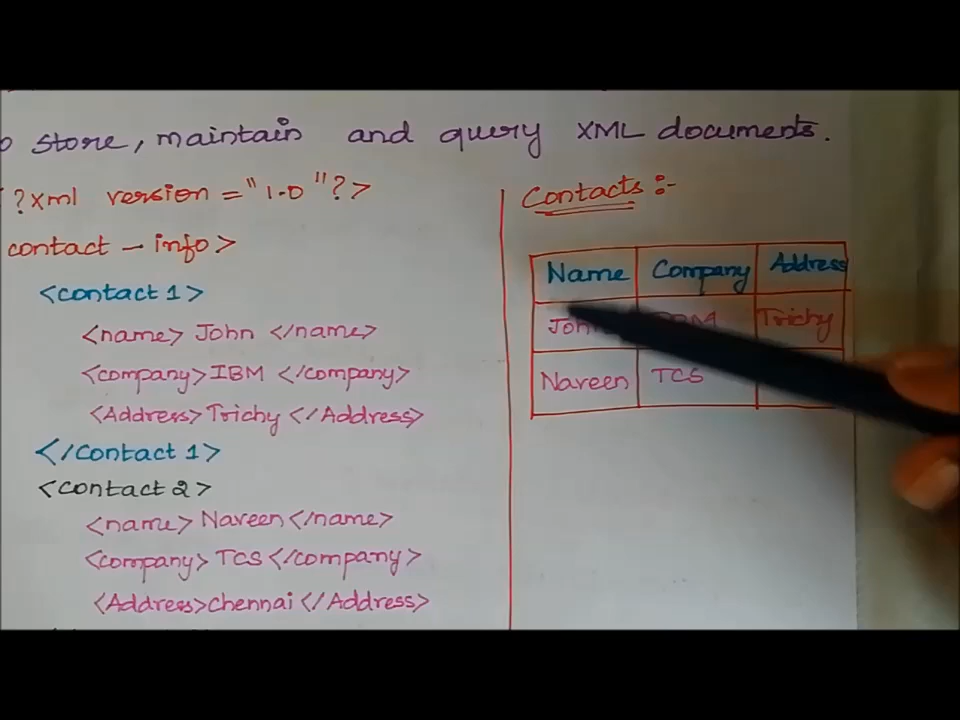 store, maintain and query XML documents.
?xml version = "1.0"?>
contact - info>
<contact 1>
<name> John </name>
<company> IBM </company>
<Address> Trichy </Address>
</contact 1>
<contact 2>
<name> Naveen </name>
<company> TCS </company>
<Address> chennai </Address>
Contacts :-
Name Company Address
John Trichy
Naveen TCS